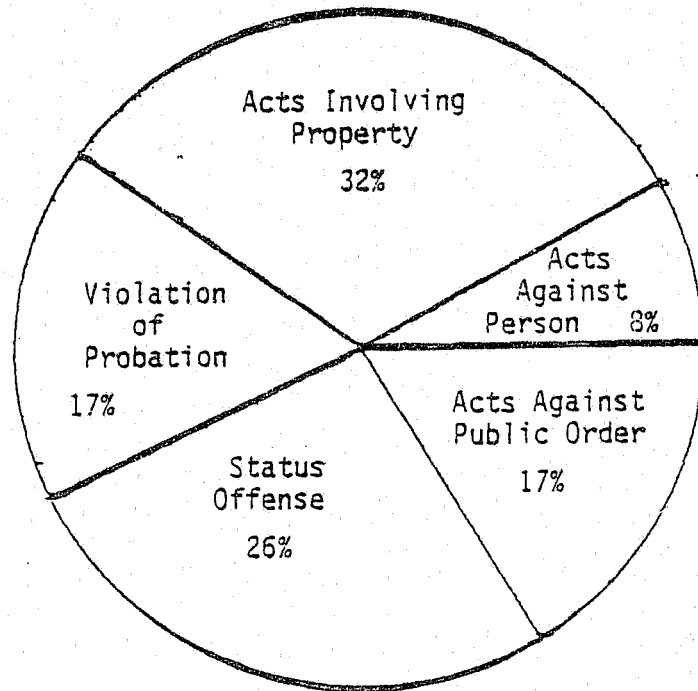 Acts Involving
Property
32%
Acts
Against
Person 8%
Violation
of
Probation
17%
Acts Against
Public Order
17%
Status
Offense
26%